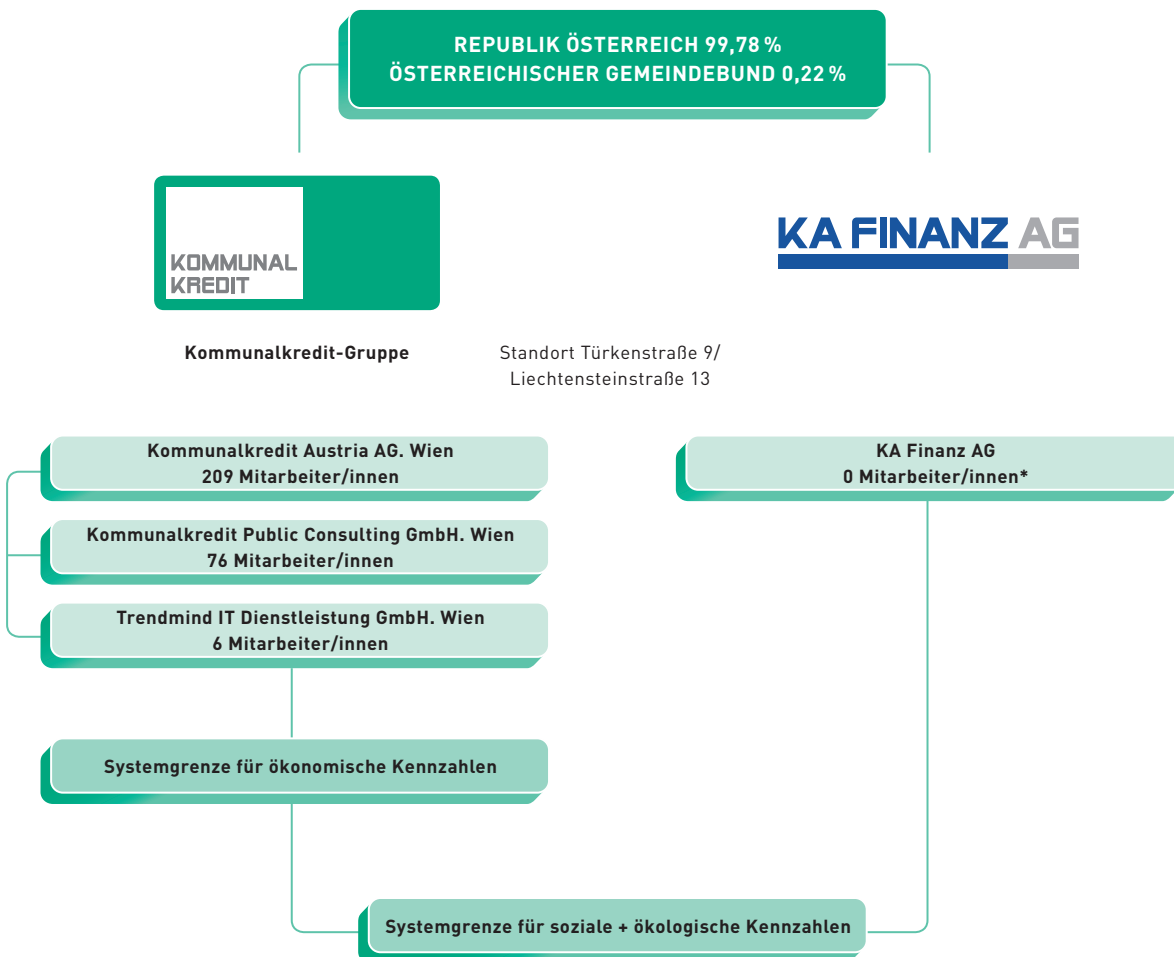 REPUBLIK ÖSTERREICH 99,78 %
ÖSTERREICHISCHER GEMEINDEBUND 0,22 %
KOMMUNAL
KREDIT
KA FINANZ AG
Kommunalkredit-Gruppe
Standort Türkenstraße 9/
Liechtensteinstraße 13
Kommunalkredit Austria AG. Wien
209 Mitarbeiter/innen
KA Finanz AG
0 Mitarbeiter/innen*
Kommunalkredit Public Consulting GmbH. Wien
76 Mitarbeiter/innen
Trendmind IT Dienstleistung GmbH. Wien
6 Mitarbeiter/innen
Systemgrenze für ökonomische Kennzahlen
Systemgrenze für soziale + ökologische Kennzahlen